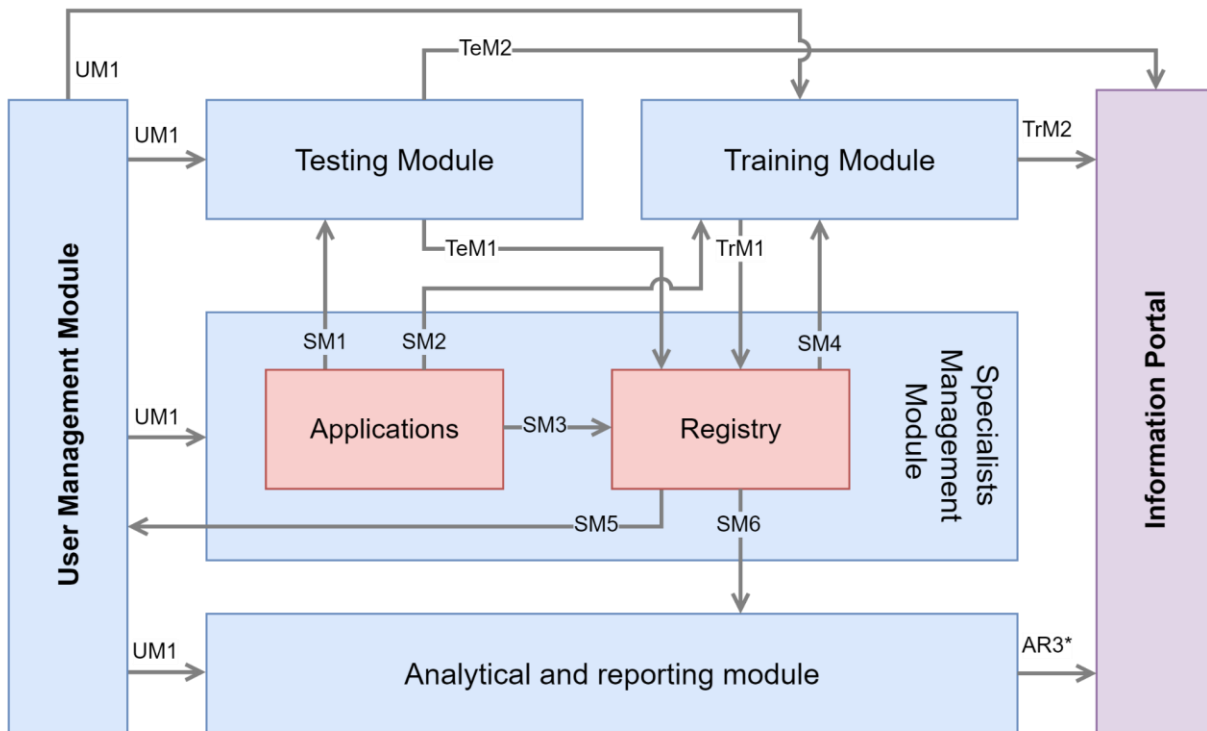 UM1
TeM2
UM1
Testing Module
Training Module
TrM2
TeM1
TrM1
User Management Module
Information Portal
SM1
SM2
SM4
Specialists
Management
Module
UM1
Applications
SM3
Registry
SM5
SM6
UM1
Analytical and reporting module
AR3*